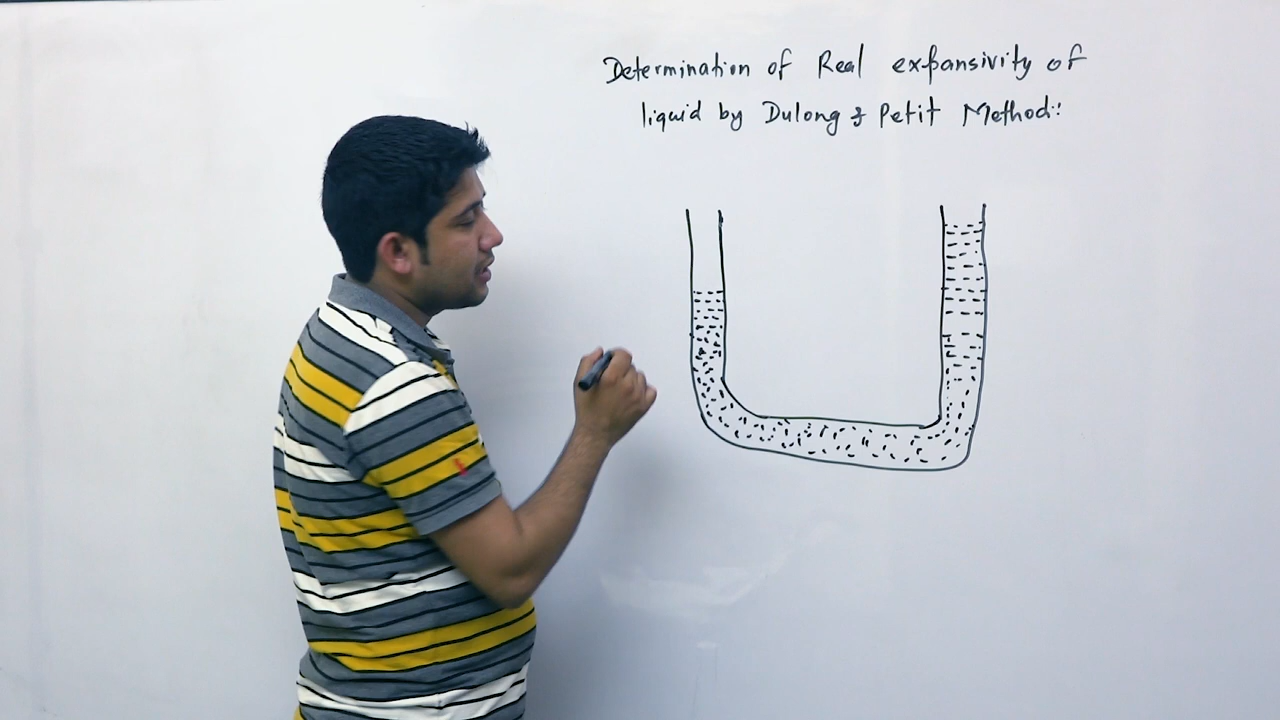 Determination of Real expansivity of
liquid by Dulong & Petit Method: